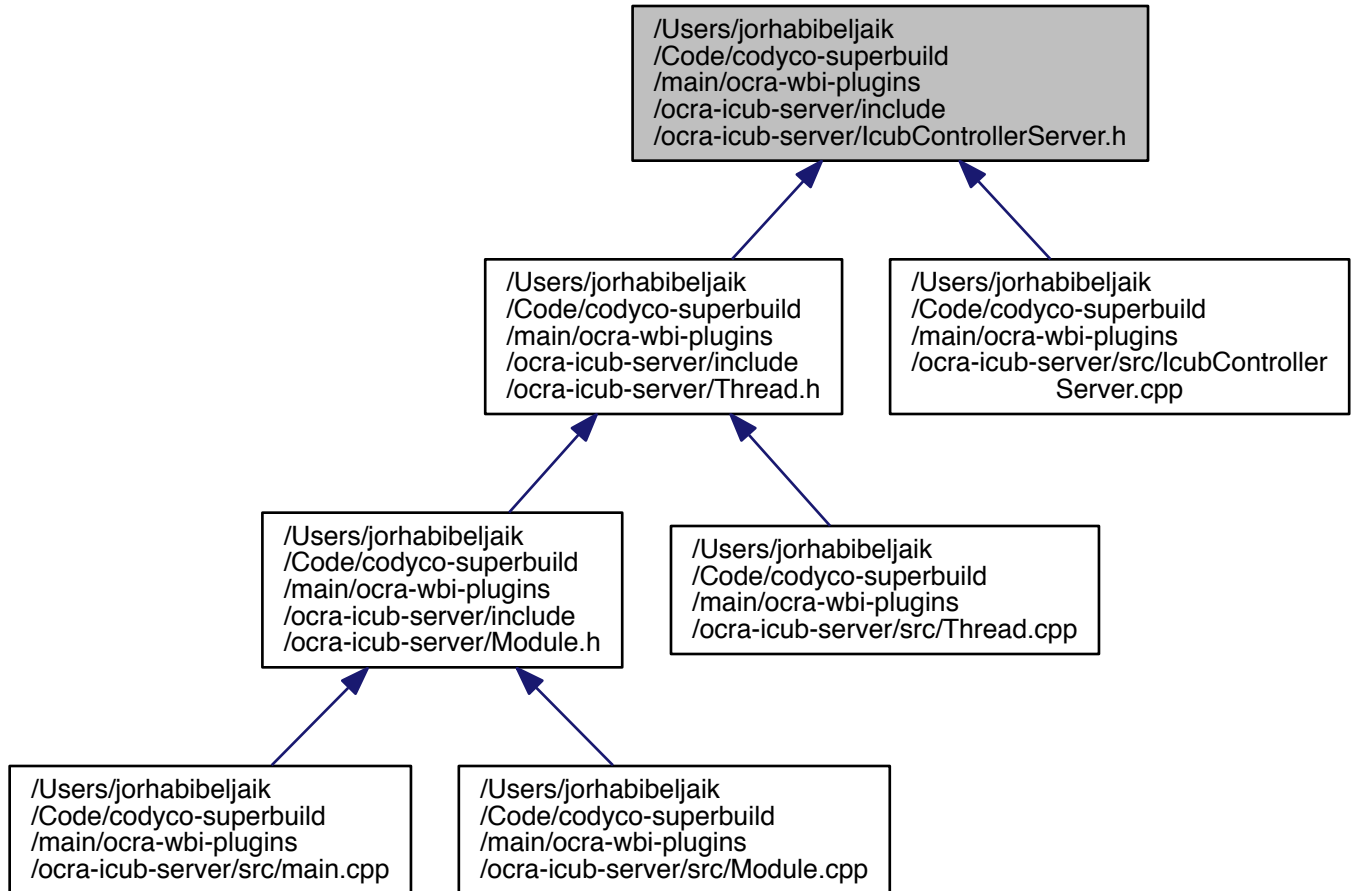 /Users/jorhabibeljaik
/Code/codyco-superbuild
/main/ocra-wbi-plugins
/ocra-icub-server/include
/ocra-icub-server/IcubControllerServer.h
/Users/jorhabibeljaik
/Code/codyco-superbuild
/main/ocra-wbi-plugins
/ocra-icub-server/include
/ocra-icub-server/Thread.h
/Users/jorhabibeljaik
/Code/codyco-superbuild
/main/ocra-wbi-plugins
/ocra-icub-server/src/IcubController
Server.cpp
/Users/jorhabibeljaik
/Code/codyco-superbuild
/main/ocra-wbi-plugins
/ocra-icub-server/include
/ocra-icub-server/Module.h
/Users/jorhabibeljaik
/Code/codyco-superbuild
/main/ocra-wbi-plugins
/ocra-icub-server/src/Thread.cpp
/Users/jorhabibeljaik
/Code/codyco-superbuild
/main/ocra-wbi-plugins
/ocra-icub-server/src/main.cpp
/Users/jorhabibeljaik
/Code/codyco-superbuild
/main/ocra-wbi-plugins
/ocra-icub-server/src/Module.cpp